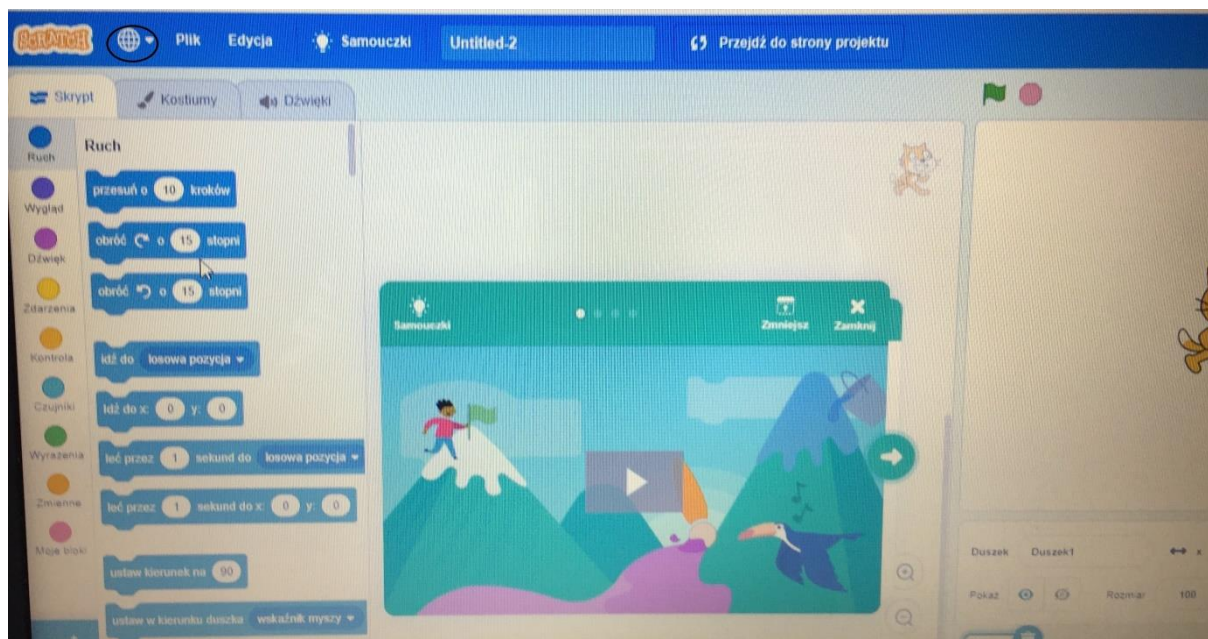 SCRATCH Plik Edycja Samouczki Untitled-2 Przejdź do strony projektu
Skrypt Kostiumy Dźwięki
Ruch
Wygląd
Dźwięk
Zdarzenia
Kontrola
Czujniki
Wyrażenia
Zmienne
Moje bloki
Ruch
przesuń o 10 kroków
obróć o 15 stopni
obróć o 15 stopni
idź do losowa pozycja
Idź do x: 0 y: 0
leć przez 1 sekund do losowa pozycja
leć przez 1 sekund do x: 0 y: 0
ustaw kierunek na 90
ustaw w kierunku duszka wskaźnik myszy
Samouczki Zmniejsz Zamknij
Duszek Duszek1 x
Pokaż Rozmiar 100